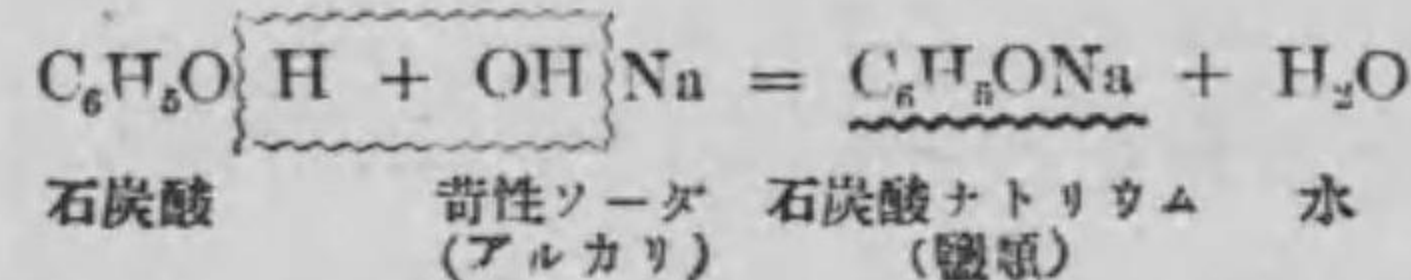 C₆H₅O H + OH Na = C₆H₅ONa + H₂O
石炭酸 苛性ソーダ 石炭酸ナトリウム 水
(アルカリ) (鹽類)